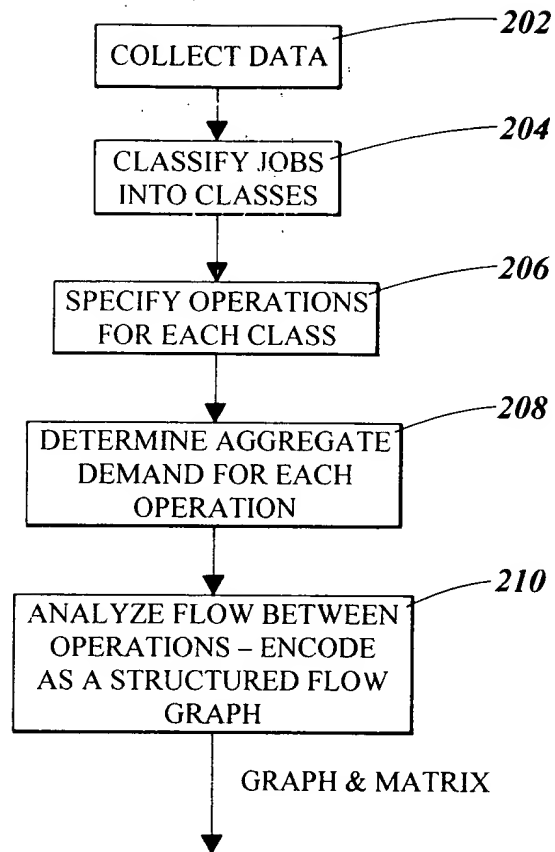 202
COLLECT DATA
204
CLASSIFY JOBS
INTO CLASSES
206
SPECIFY OPERATIONS
FOR EACH CLASS
208
DETERMINE AGGREGATE
DEMAND FOR EACH
OPERATION
210
ANALYZE FLOW BETWEEN
OPERATIONS – ENCODE
AS A STRUCTURED FLOW
GRAPH
GRAPH & MATRIX